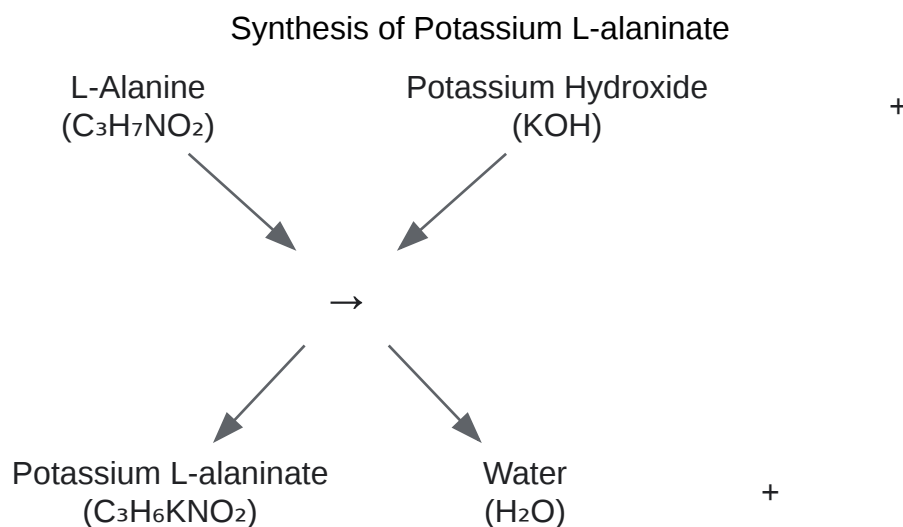 Synthesis of Potassium L-alaninate
L-Alanine
(C₃H₇NO₂)
Potassium Hydroxide
(KOH)
+
→
Potassium L-alaninate
(C₃H₆KNO₂)
Water
(H₂O)
+